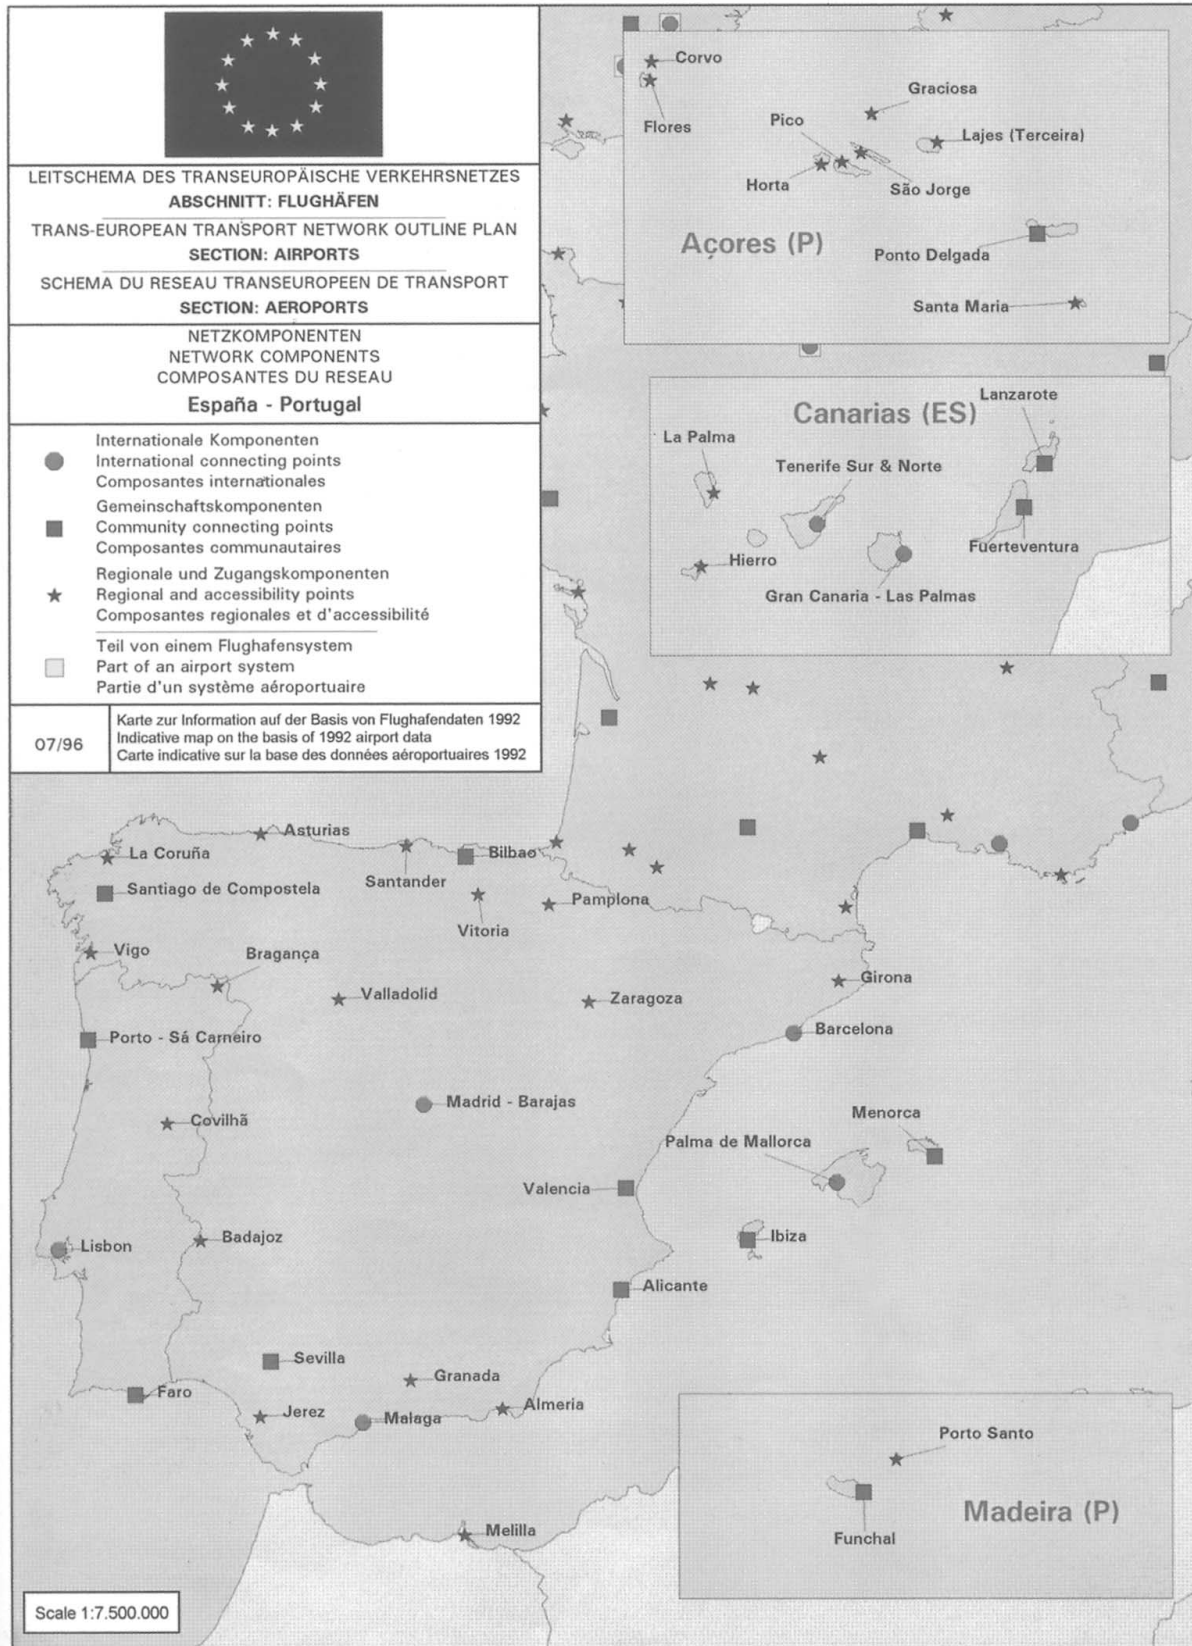 LEITSCHEMA DES TRANSEUROPÄISCHE VERKEHRSNETZES
ABSCHNITT: FLUGHÄFEN
TRANS-EUROPEAN TRANSPORT NETWORK OUTLINE PLAN
SECTION: AIRPORTS
SCHEMA DU RESEAU TRANSEUROPEEN DE TRANSPORT
SECTION: AEROPORTS
NETZKOMPONENTEN
NETWORK COMPONENTS
COMPOSANTES DU RESEAU
España - Portugal
Internationale Komponenten
International connecting points
Composantes internationales
Gemeinschaftskomponenten
Community connecting points
Composantes communautaires
Regionale und Zugangskomponenten
Regional and accessibility points
Composantes regionales et d'accessibilité
Teil von einem Flughafensystem
Part of an airport system
Partie d'un système aéroportuaire
07/96
Karte zur Information auf der Basis von Flughafendaten 1992
Indicative map on the basis of 1992 airport data
Carte indicative sur la base des données aéroportuaires 1992
Corvo
Flores
Graciosa
Pico
Lajes (Terceira)
Horta
São Jorge
Açores (P)
Ponto Delgada
Santa Maria
Canarias (ES)
Lanzarote
La Palma
Tenerife Sur & Norte
Hierro
Fuerteventura
Gran Canaria - Las Palmas
Asturias
La Coruña
Santander
Bilbao
Santiago de Compostela
Vitoria
Pamplona
Vigo
Bragança
Valladolid
Zaragoza
Girona
Porto - Sá Carneiro
Barcelona
Madrid - Barajas
Covilhã
Menorca
Palma de Mallorca
Valencia
Lisbon
Badajoz
Ibiza
Alicante
Sevilla
Granada
Faro
Jerez
Malaga
Almeria
Melilla
Porto Santo
Madeira (P)
Funchal
Scale 1:7.500.000